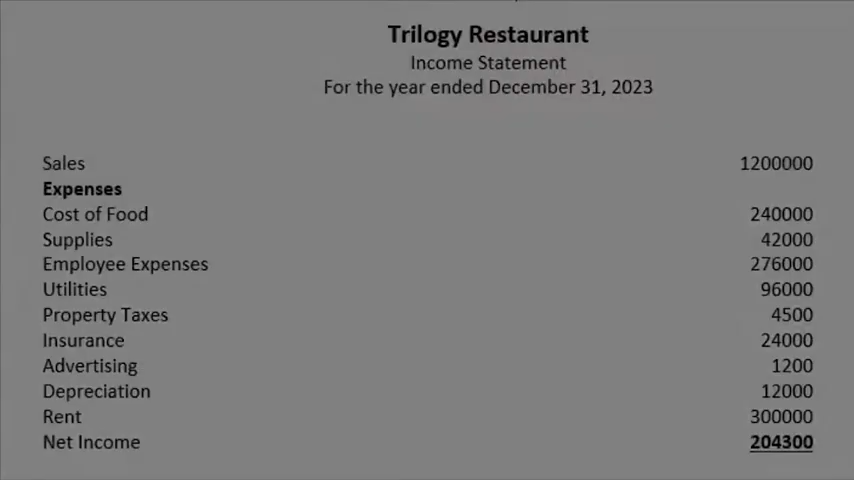 Trilogy Restaurant
Income Statement
For the year ended December 31, 2023
Sales 1200000
Expenses
Cost of Food 240000
Supplies 42000
Employee Expenses 276000
Utilities 96000
Property Taxes 4500
Insurance 24000
Advertising 1200
Depreciation 12000
Rent 300000
Net Income 204300